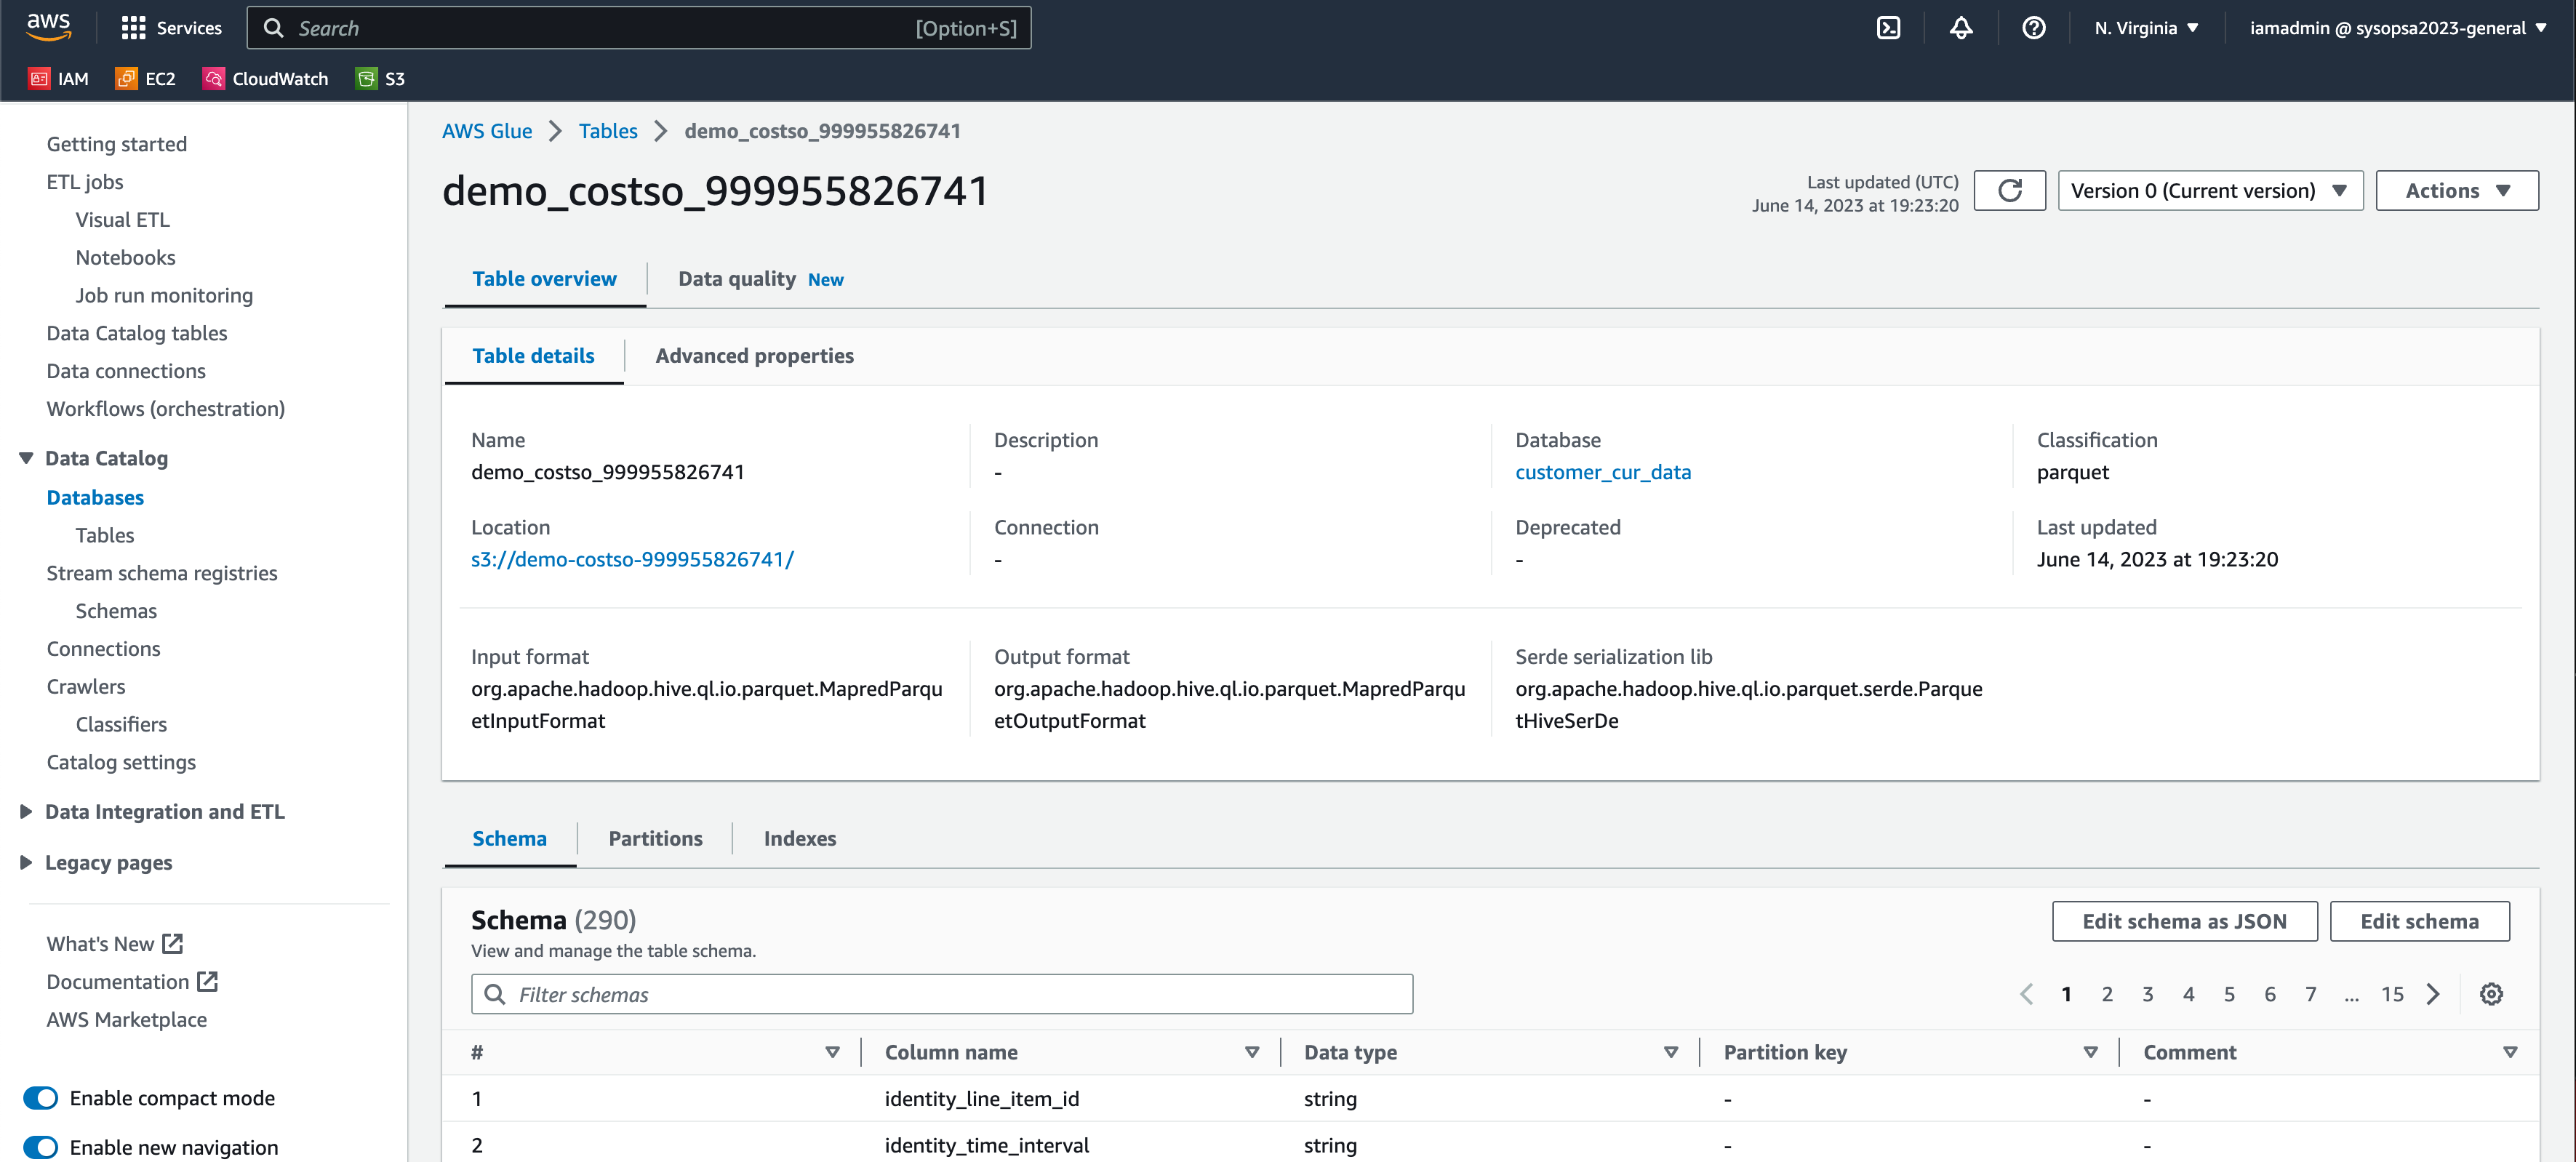 aws
Services
Search
[Option+S]
N. Virginia
iamadmin @ sysopsa2023-general
IAM
EC2
CloudWatch
S3
Getting started
ETL jobs
Visual ETL
Notebooks
Job run monitoring
Data Catalog tables
Data connections
Workflows (orchestration)
Data Catalog
Databases
Tables
Stream schema registries
Schemas
Connections
Crawlers
Classifiers
Catalog settings
Data Integration and ETL
Legacy pages
What's New
Documentation
AWS Marketplace
Enable compact mode
Enable new navigation
AWS Glue
Tables
demo_costso_999955826741
demo_costso_999955826741
Last updated (UTC)
June 14, 2023 at 19:23:20
Version 0 (Current version)
Actions
Table overview
Data quality New
Table details
Advanced properties
Name
demo_costso_999955826741
Description
-
Database
customer_cur_data
Classification
parquet
Location
s3://demo-costso-999955826741/
Connection
-
Deprecated
-
Last updated
June 14, 2023 at 19:23:20
Input format
org.apache.hadoop.hive.ql.io.parquet.MapredParqu
etInputFormat
Output format
org.apache.hadoop.hive.ql.io.parquet.MapredParqu
etOutputFormat
Serde serialization lib
org.apache.hadoop.hive.ql.io.parquet.serde.Parque
tHiveSerDe
Schema
Partitions
Indexes
Schema (290)
View and manage the table schema.
Edit schema as JSON
Edit schema
Filter schemas
1 2 3 4 5 6 7 ... 15
# Column name Data type Partition key Comment
1 identity_line_item_id string - -
2 identity_time_interval string - -